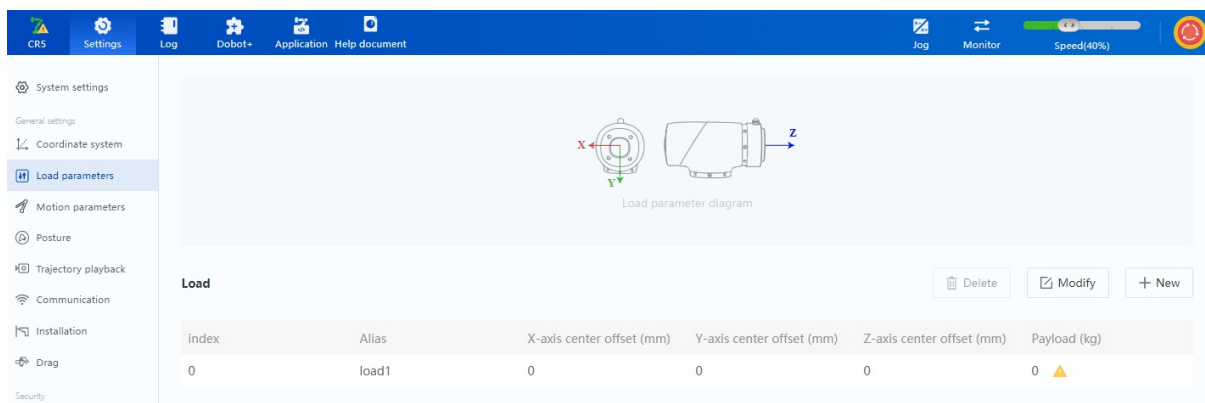 CR5 Settings Log Dobot+ Application Help document Jog Monitor Speed(40%)
System settings
General settings
Coordinate system
Load parameters
Motion parameters
Posture
Trajectory playback
Communication
Installation
Drag
Security
X
Y
Z
Load parameter diagram
Load Delete Modify + New
index Alias X-axis center offset (mm) Y-axis center offset (mm) Z-axis center offset (mm) Payload (kg)
0 load1 0 0 0 0